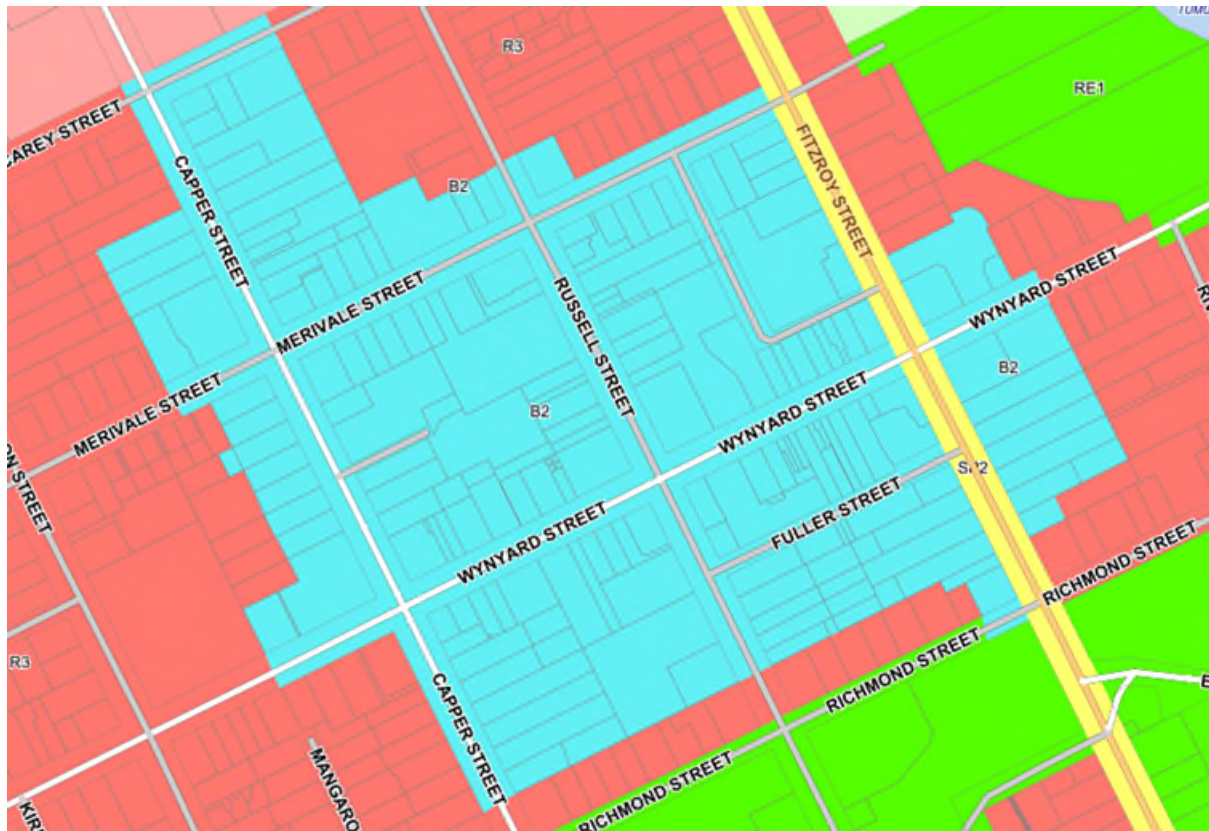 R3
RE1
CAREY STREET
FITZROY STREET
CAPPER STREET
B2
MERIVALE STREET
WYNYARD STREET
RUSSELL STREET
B2
MERIVALE STREET
B2
WYNYARD STREET
SP2
FULLER STREET
WYNYARD STREET
RICHMOND STREET
R3
RICHMOND STREET
CAPPER STREET
RICHMOND STREET